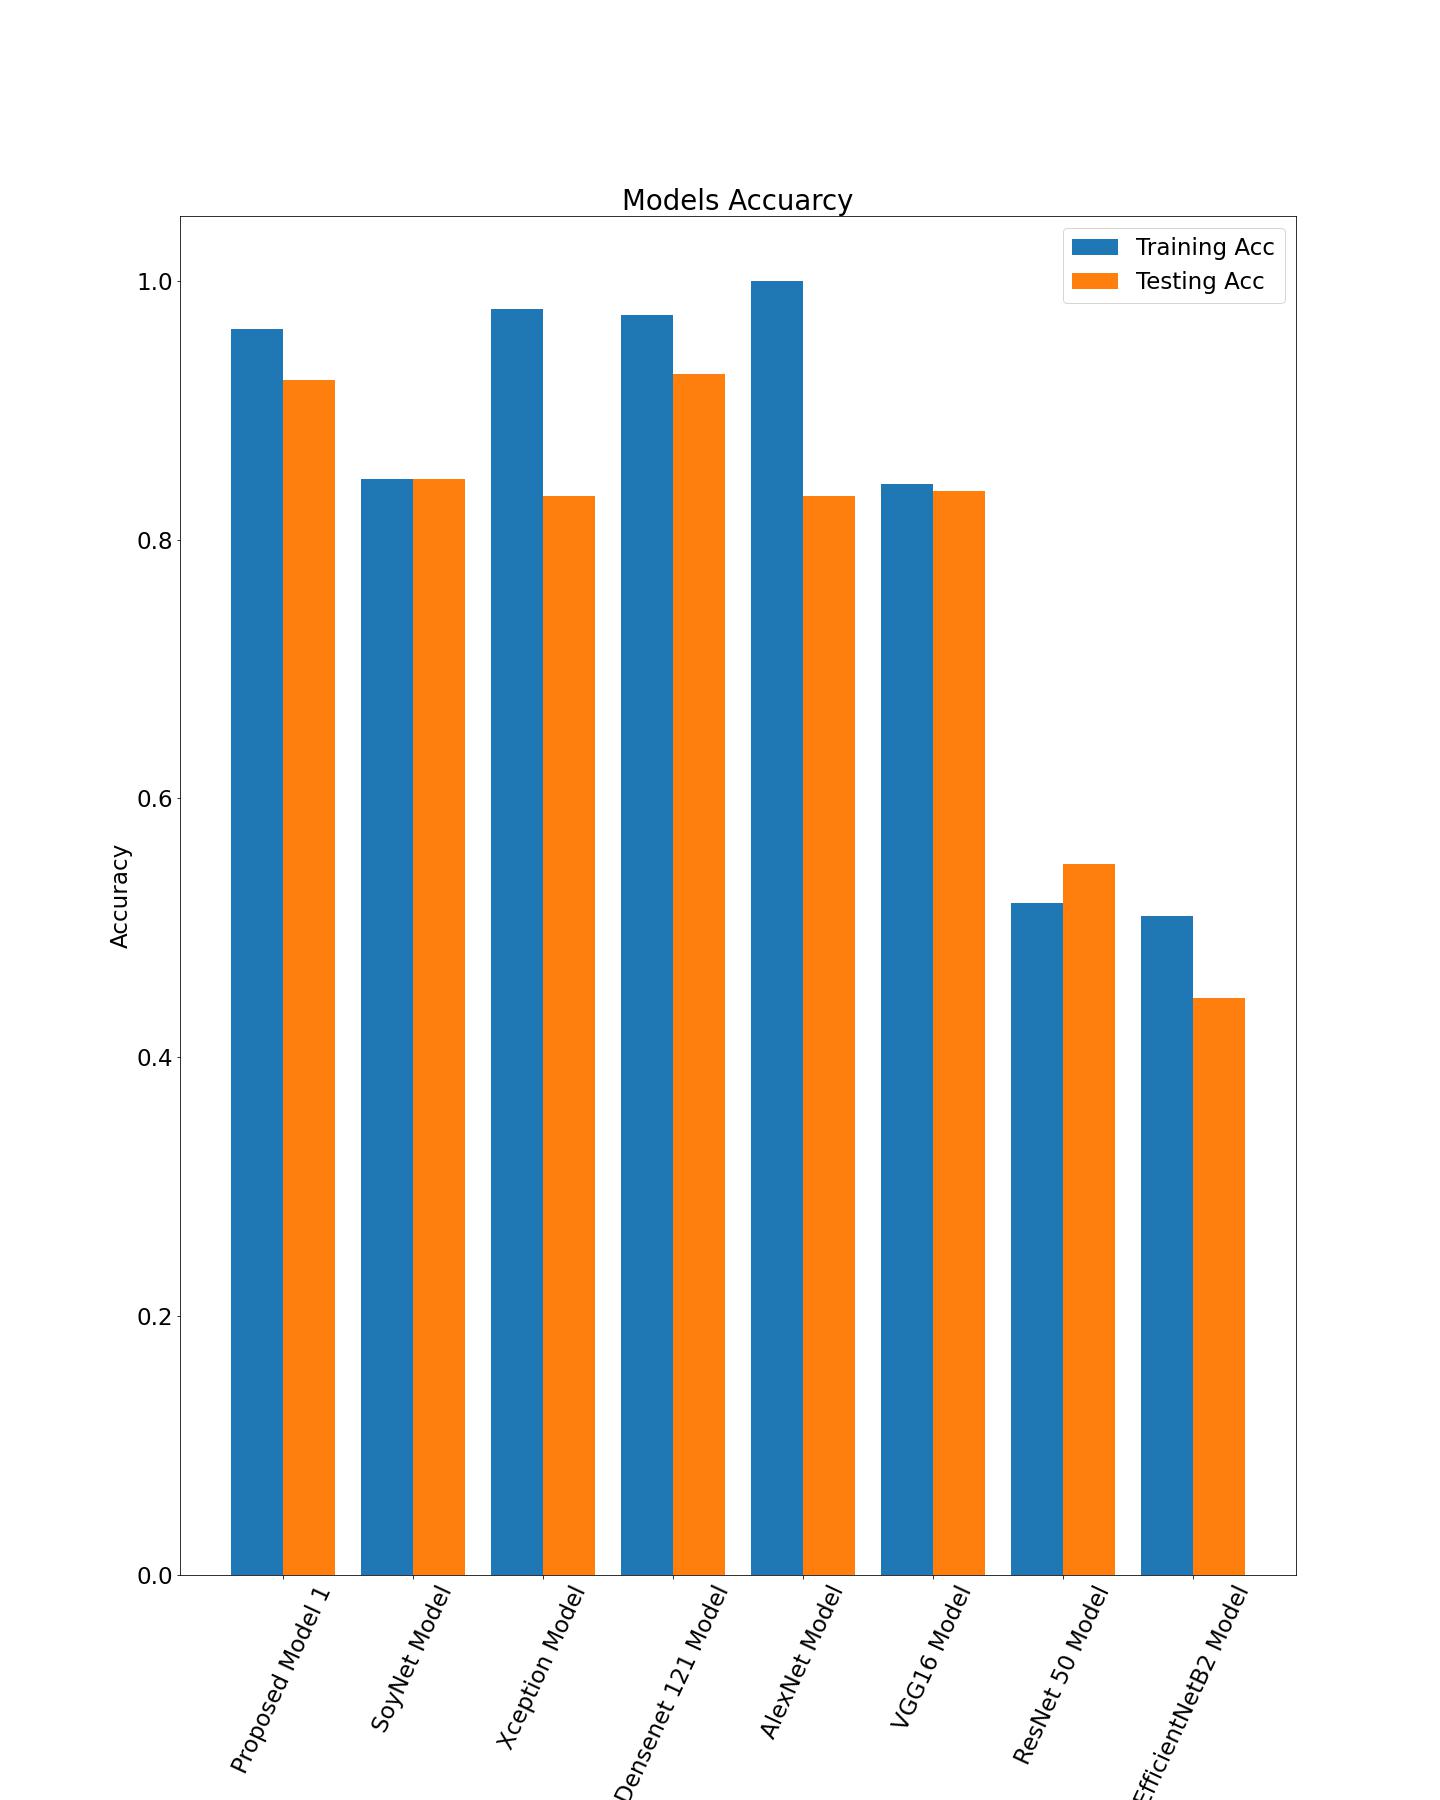 Models Accuarcy
Training Acc
Testing Acc
1.0
0.8
0.6
0.4
0.2
0.0
Accuracy
Proposed Model 1
SoyNet Model
Xception Model
Densenet 121 Model
AlexNet Model
VGG16 Model
ResNet 50 Model
EfficientNetB2 Model